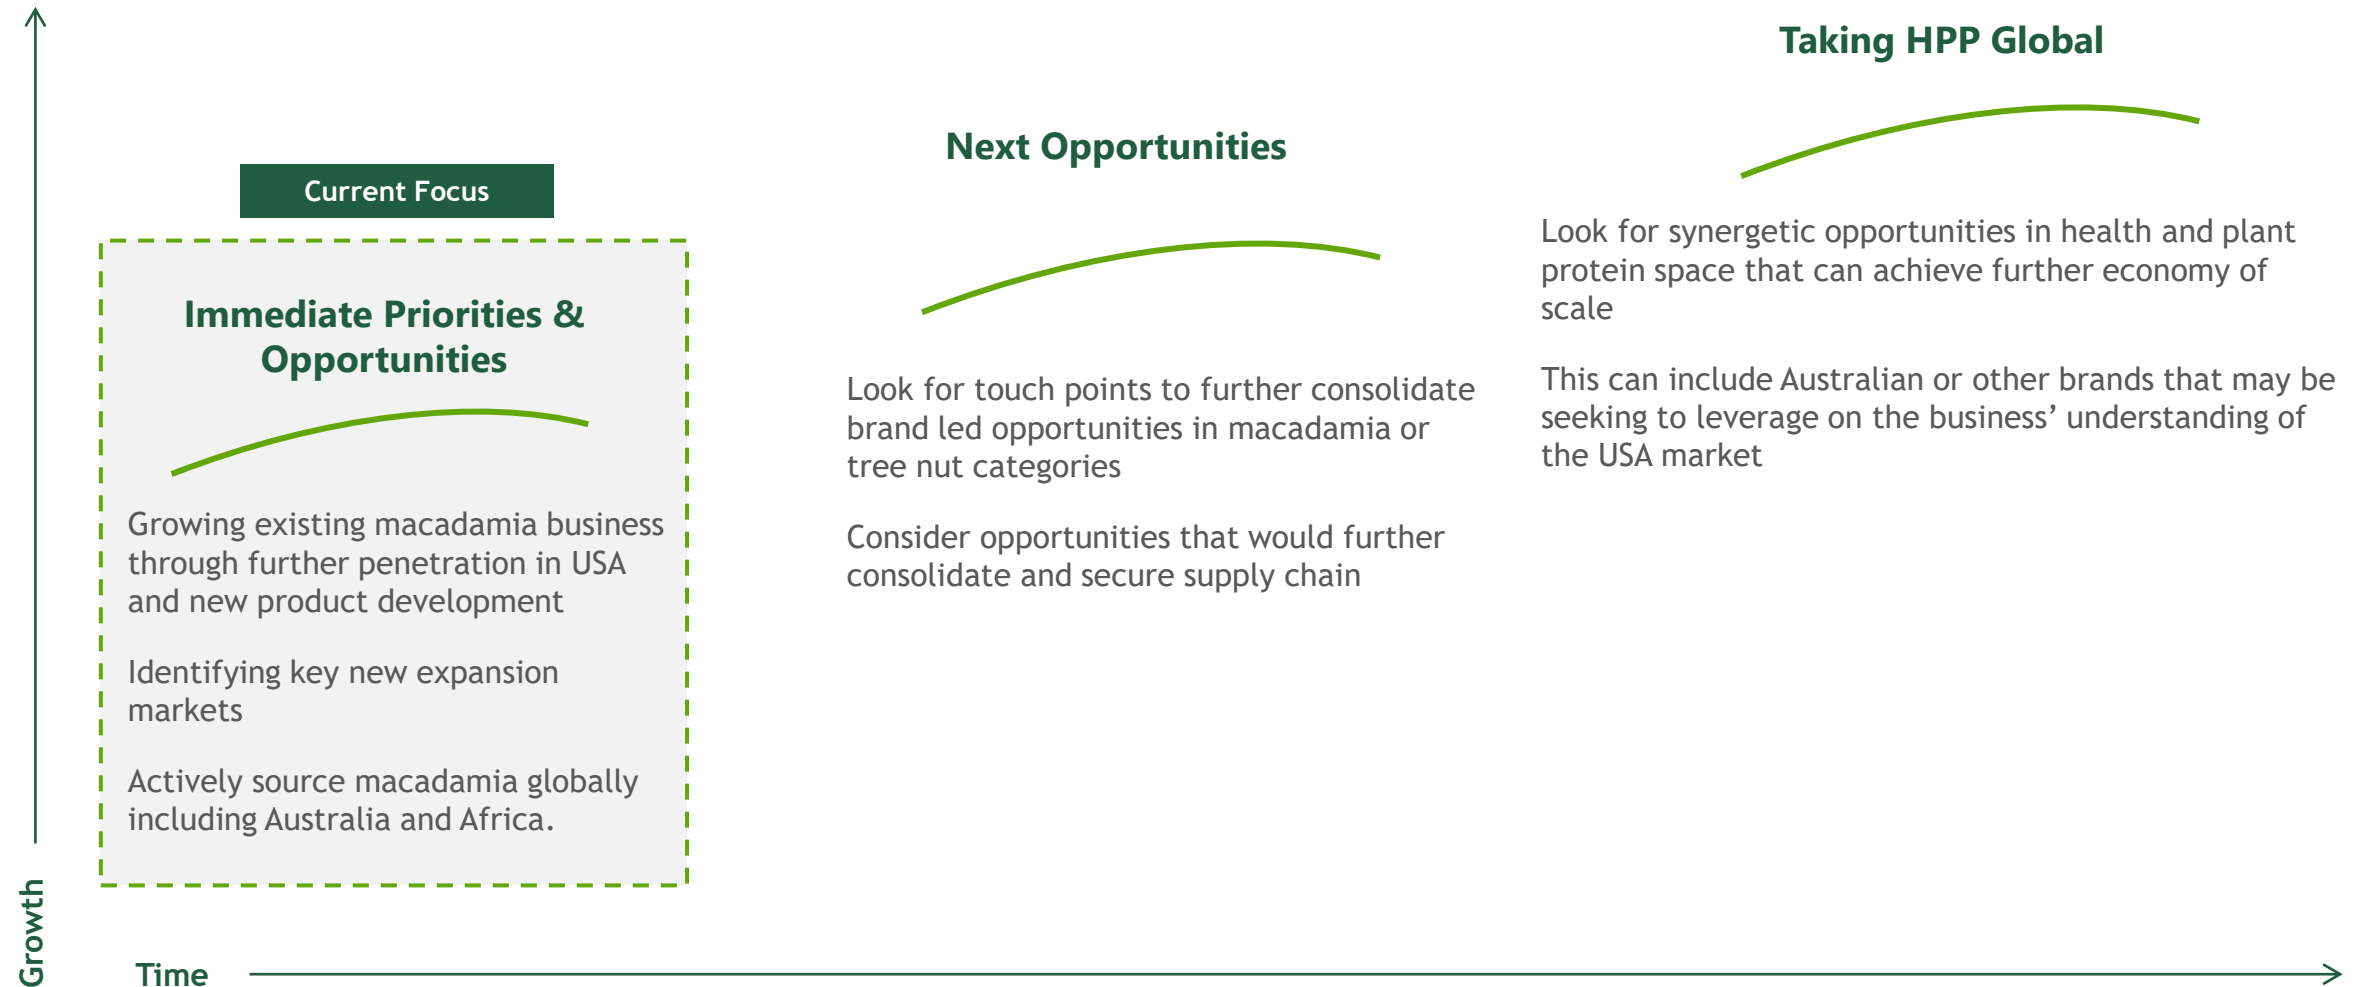 Taking HPP Global
Next Opportunities
Current Focus
Immediate Priorities &
Opportunities
Growing existing macadamia business
through further penetration in USA
and new product development
Identifying key new expansion
markets
Actively source macadamia globally
including Australia and Africa.
Look for touch points to further consolidate
brand led opportunities in macadamia or
tree nut categories
Consider opportunities that would further
consolidate and secure supply chain
Look for synergetic opportunities in health and plant
protein space that can achieve further economy of
scale
This can include Australian or other brands that may be
seeking to leverage on the business’ understanding of
the USA market
Growth
Time